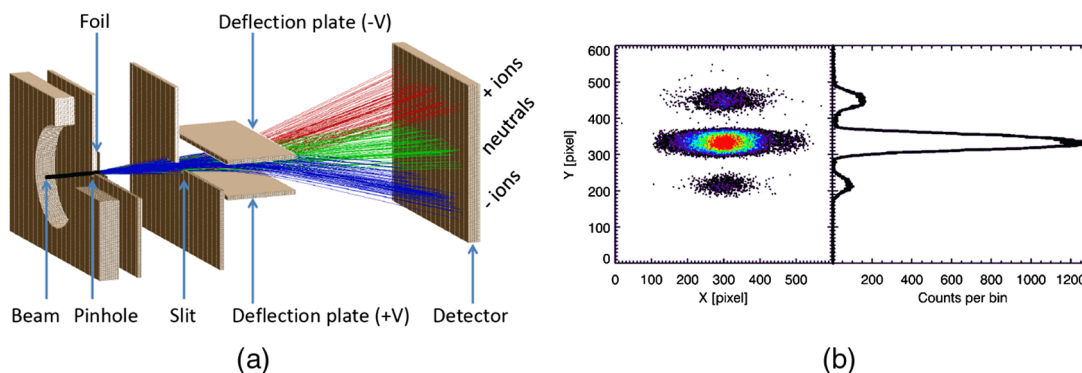 Foil
Deflection plate (-V)
+ ions
neutrals
- ions
Beam
Pinhole
Slit
Deflection plate (+V)
Detector
(a)
600
500
400
300
200
100
0
Y [pixel]
0
100
200
300
400
500
X [pixel]
200
400
600
800
1000
1200
Counts per bin
(b)